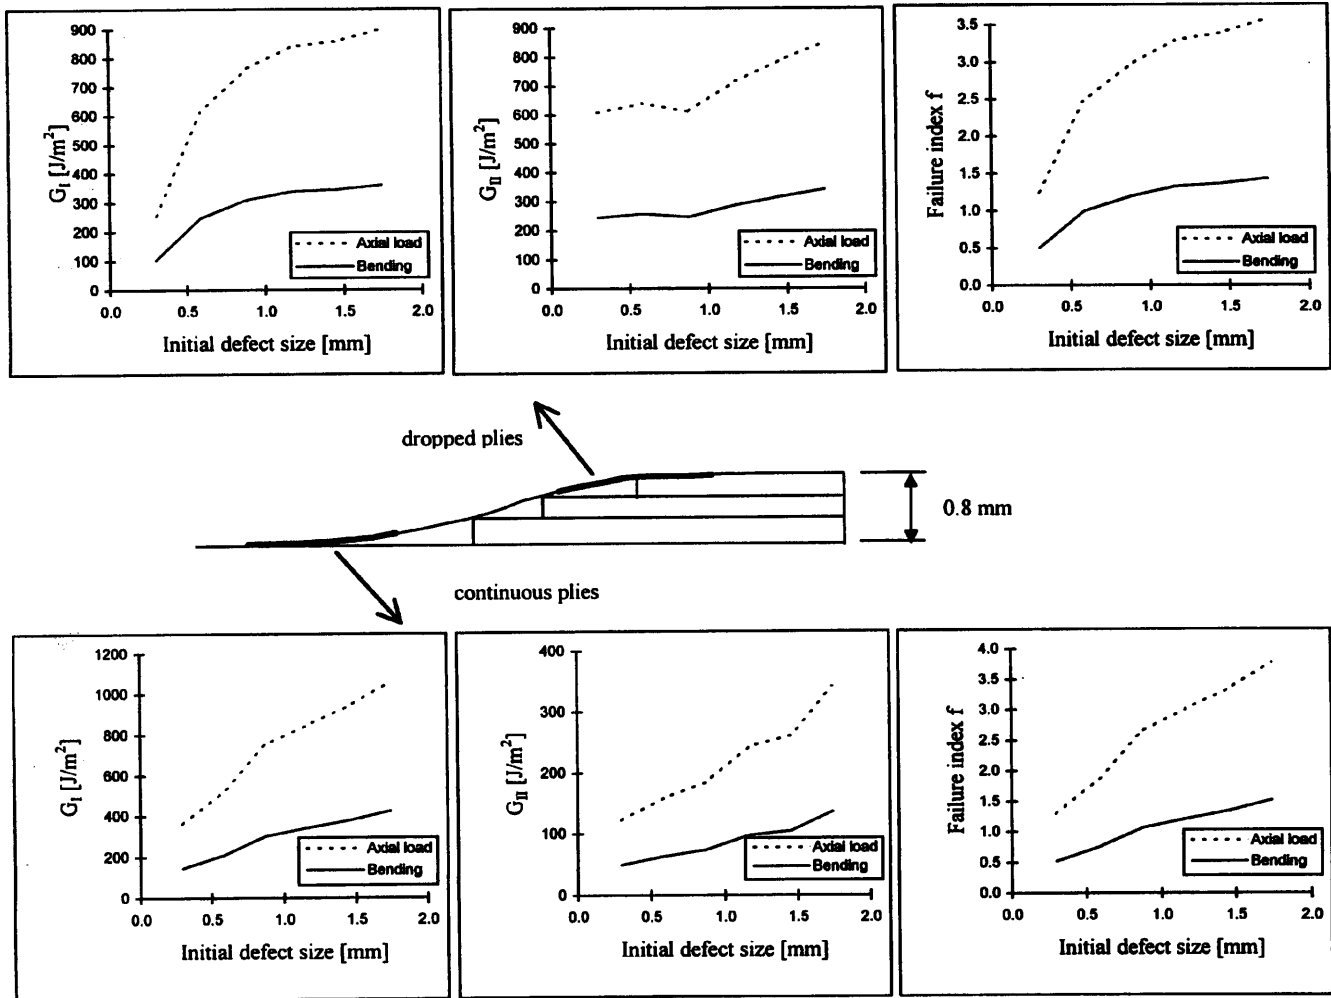 900
800
700
600
500
400
300
200
100
0
G_I [J/m²]
Axial load
Bending
0.0 0.5 1.0 1.5 2.0
Initial defect size [mm]
900
800
700
600
500
400
300
200
100
0
G_II [J/m²]
Axial load
Bending
0.0 0.5 1.0 1.5 2.0
Initial defect size [mm]
3.5
3.0
2.5
2.0
1.5
1.0
0.5
0.0
Failure index f
Axial load
Bending
0.0 0.5 1.0 1.5 2.0
Initial defect size [mm]
dropped plies
0.8 mm
continuous plies
1200
1000
800
600
400
200
0
G_I [J/m²]
Axial load
Bending
0.0 0.5 1.0 1.5 2.0
Initial defect size [mm]
400
300
200
100
0
G_II [J/m²]
Axial load
Bending
0.0 0.5 1.0 1.5 2.0
Initial defect size [mm]
4.0
3.5
3.0
2.5
2.0
1.5
1.0
0.5
0.0
Failure index f
Axial load
Bending
0.0 0.5 1.0 1.5 2.0
Initial defect size [mm]